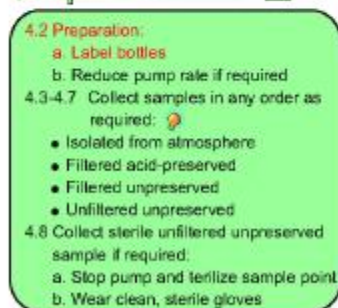 4.2 Preparation:
a. Label bottles
b. Reduce pump rate if required
4.3-4.7 Collect samples in any order as
required:
• Isolated from atmosphere
• Filtered acid-preserved
• Filtered unpreserved
• Unfiltered unpreserved
4.8 Collect sterile unfiltered unpreserved
sample if required:
a. Stop pump and terilize sample point
b. Wear clean, sterile gloves